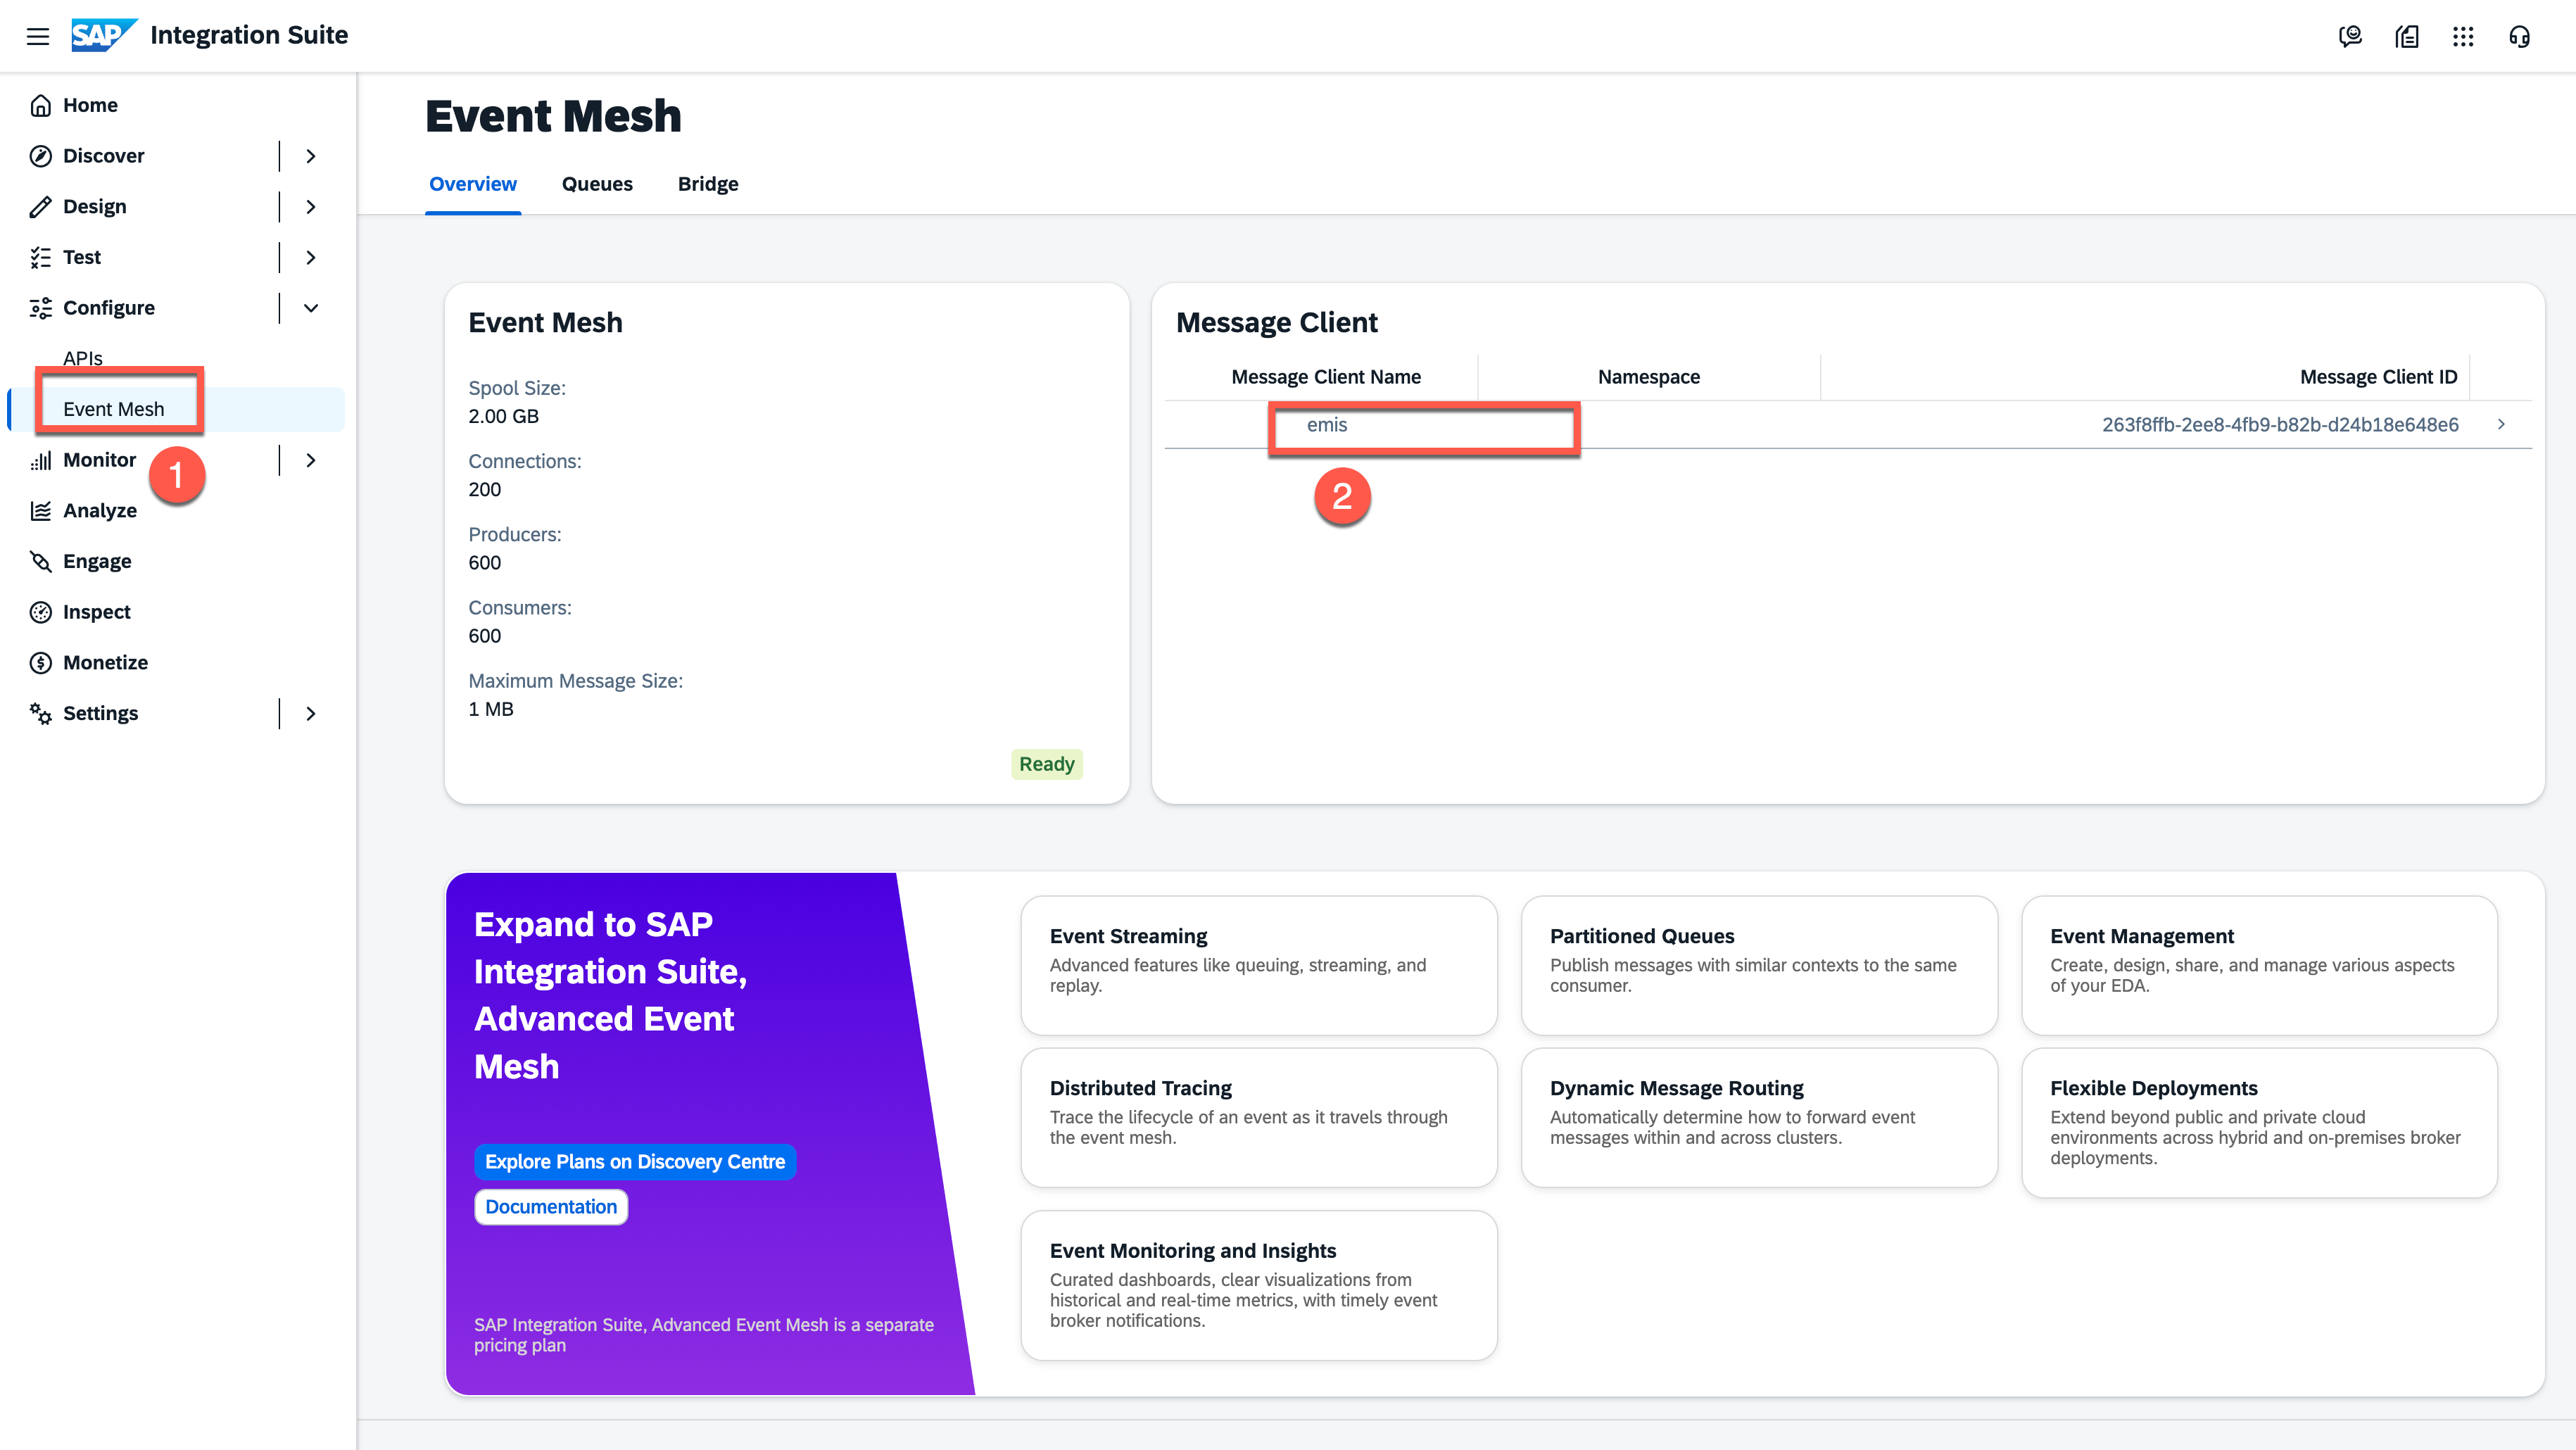 SAP Integration Suite
Home
Discover
Design
Test
Configure
APIs
Event Mesh
1
Monitor
Analyze
Engage
Inspect
Monetize
Settings
Event Mesh
Overview Queues Bridge
Event Mesh
Spool Size:
2.00 GB
Connections:
200
Producers:
600
Consumers:
600
Maximum Message Size:
1 MB
Ready
Message Client
Message Client Name Namespace Message Client ID
emis 263f8ffb-2ee8-4fb9-b82b-d24b18e648e6
2
Expand to SAP
Integration Suite,
Advanced Event
Mesh
Explore Plans on Discovery Centre
Documentation
SAP Integration Suite, Advanced Event Mesh is a separate
pricing plan
Event Streaming
Advanced features like queuing, streaming, and
replay.
Partitioned Queues
Publish messages with similar contexts to the same
consumer.
Event Management
Create, design, share, and manage various aspects
of your EDA.
Distributed Tracing
Trace the lifecycle of an event as it travels through
the event mesh.
Dynamic Message Routing
Automatically determine how to forward event
messages within and across clusters.
Flexible Deployments
Extend beyond public and private cloud
environments across hybrid and on-premises broker
deployments.
Event Monitoring and Insights
Curated dashboards, clear visualizations from
historical and real-time metrics, with timely event
broker notifications.